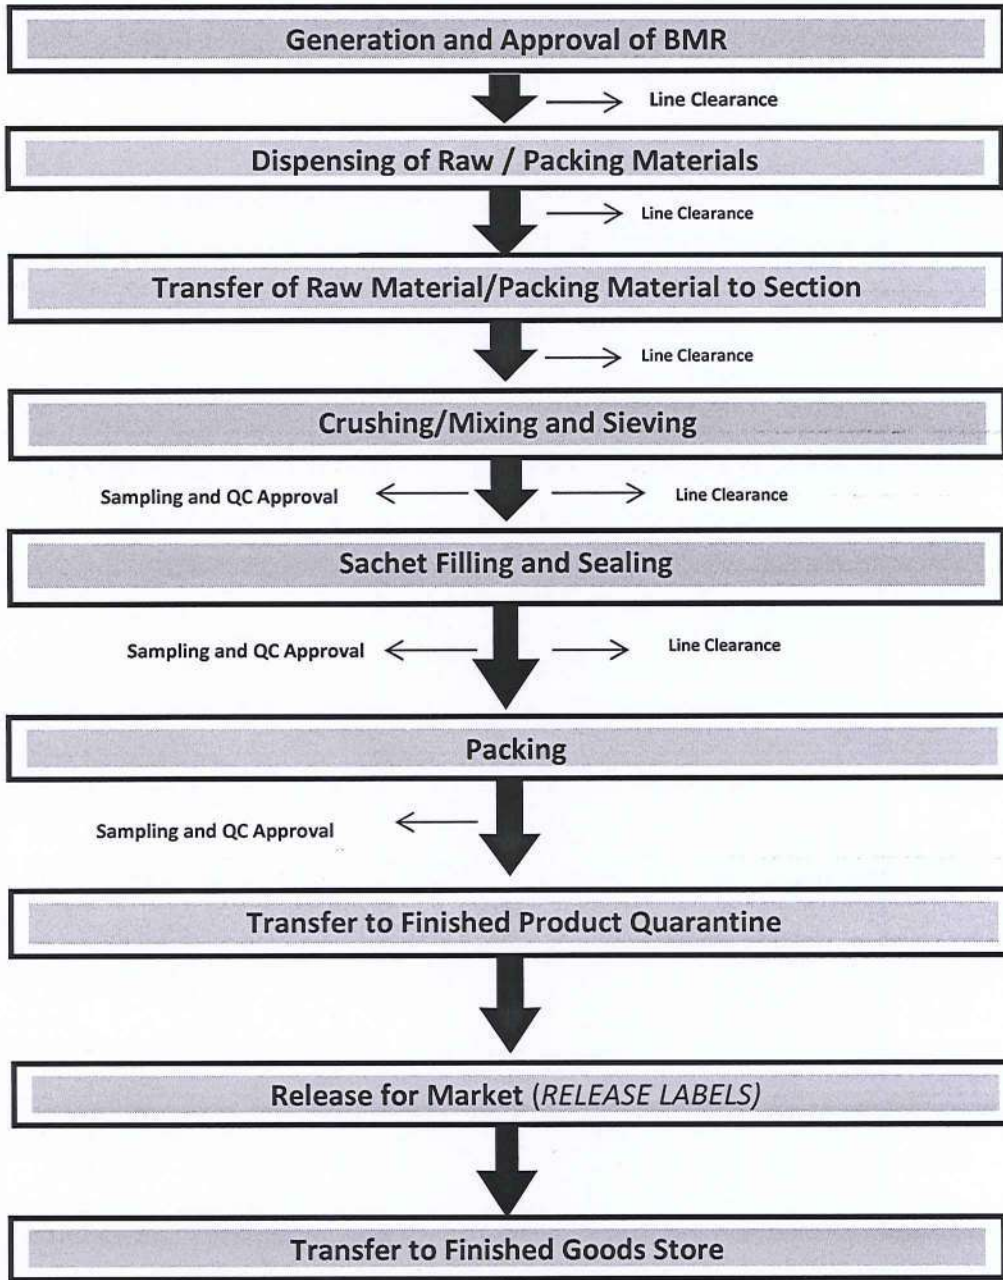 Generation and Approval of BMR
Line Clearance
Dispensing of Raw / Packing Materials
Line Clearance
Transfer of Raw Material/Packing Material to Section
Line Clearance
Crushing/Mixing and Sieving
Sampling and QC Approval
Line Clearance
Sachet Filling and Sealing
Sampling and QC Approval
Line Clearance
Packing
Sampling and QC Approval
Transfer to Finished Product Quarantine
Release for Market (RELEASE LABELS)
Transfer to Finished Goods Store